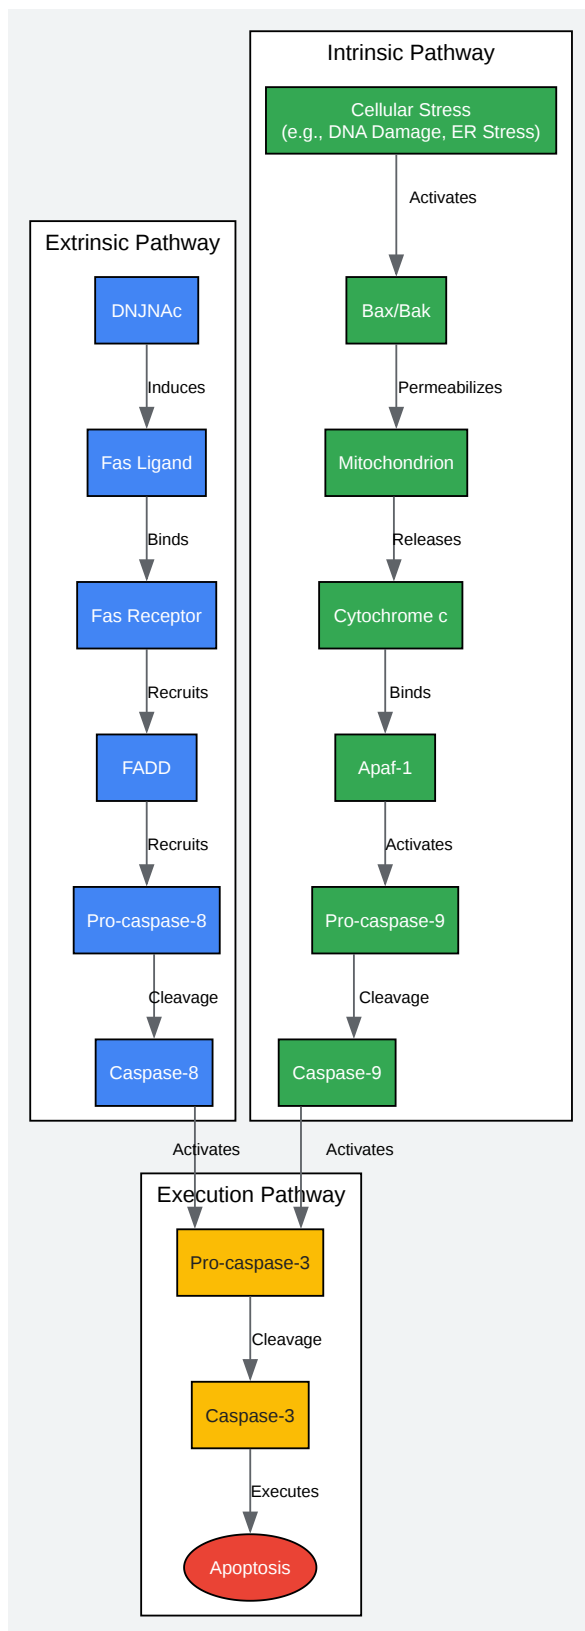 Intrinsic Pathway
Cellular Stress
(e.g., DNA Damage, ER Stress)
Activates
Extrinsic Pathway
DNJNAc
Bax/Bak
Induces
Permeabilizes
Fas Ligand
Mitochondrion
Binds
Releases
Fas Receptor
Cytochrome c
Recruits
Binds
FADD
Apaf-1
Recruits
Activates
Pro-caspase-8
Pro-caspase-9
Cleavage
Cleavage
Caspase-8
Caspase-9
Activates
Activates
Execution Pathway
Pro-caspase-3
Cleavage
Caspase-3
Executes
Apoptosis